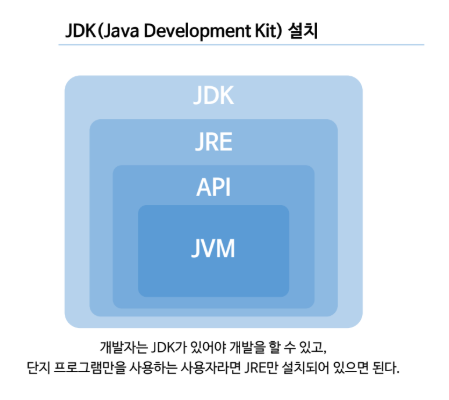 JDK(Java Development Kit) 설치
JDK
JRE
API
JVM
개발자는 JDK가 있어야 개발을 할 수 있고,
단지 프로그램만을 사용하는 사용자라면 JRE만 설치되어 있으면 된다.